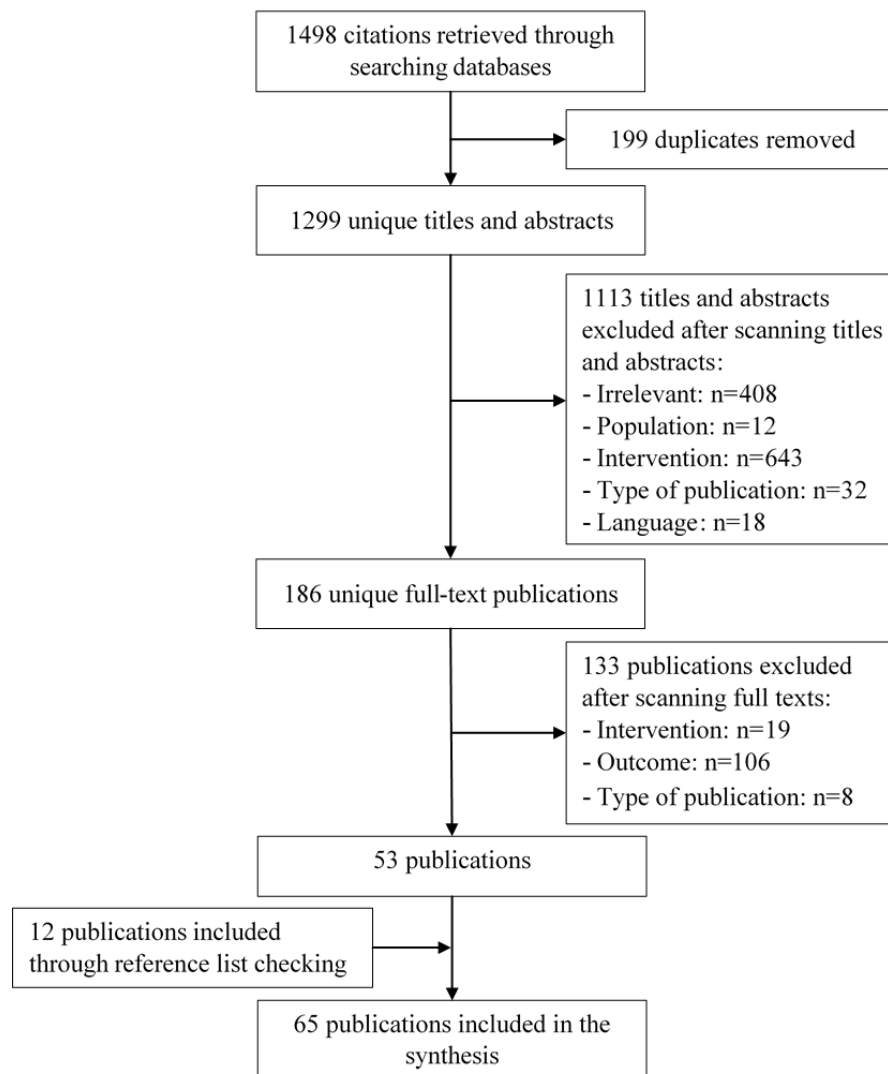 1498 citations retrieved through
searching databases
199 duplicates removed
1299 unique titles and abstracts
1113 titles and abstracts
excluded after scanning titles
and abstracts:
- Irrelevant: n=408
- Population: n=12
- Intervention: n=643
- Type of publication: n=32
- Language: n=18
186 unique full-text publications
133 publications excluded
after scanning full texts:
- Intervention: n=19
- Outcome: n=106
- Type of publication: n=8
53 publications
12 publications included
through reference list checking
65 publications included in the
synthesis